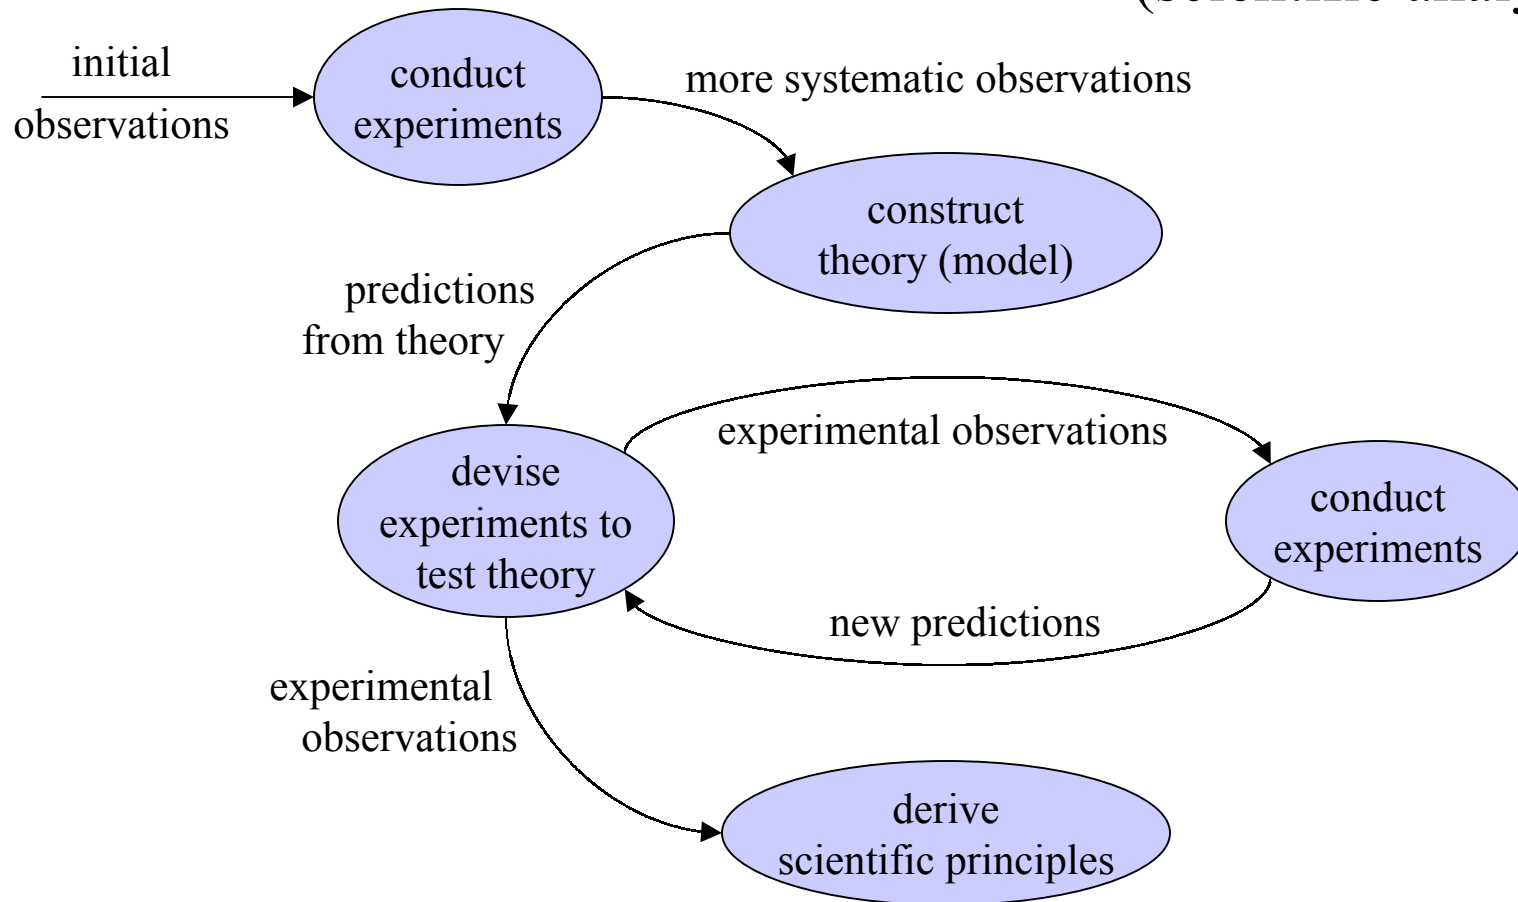 initial
observations
conduct
experiments
more systematic observations
construct
theory (model)
predictions
from theory
experimental observations
devise
experiments to
test theory
conduct
experiments
new predictions
experimental
observations
derive
scientific principles